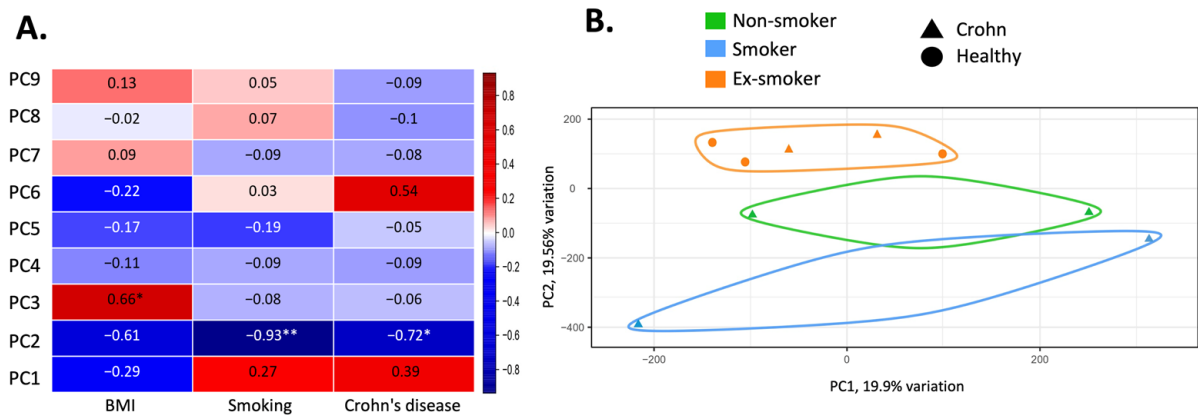 A.
PC9 0.13 0.05 −0.09
PC8 −0.02 0.07 −0.1
PC7 0.09 −0.09 −0.08
PC6 −0.22 0.03 0.54
PC5 −0.17 −0.19 −0.05
PC4 −0.11 −0.09 −0.09
PC3 0.66* −0.08 −0.06
PC2 −0.61 −0.93** −0.72*
PC1 −0.29 0.27 0.39
BMI Smoking Crohn's disease
0.8
0.6
0.4
0.2
0.0
−0.2
−0.4
−0.6
−0.8
B.
Non-smoker
Smoker
Ex-smoker
Crohn
Healthy
PC2, 19.56% variation
200
0
−200
−400
−200 0 200
PC1, 19.9% variation